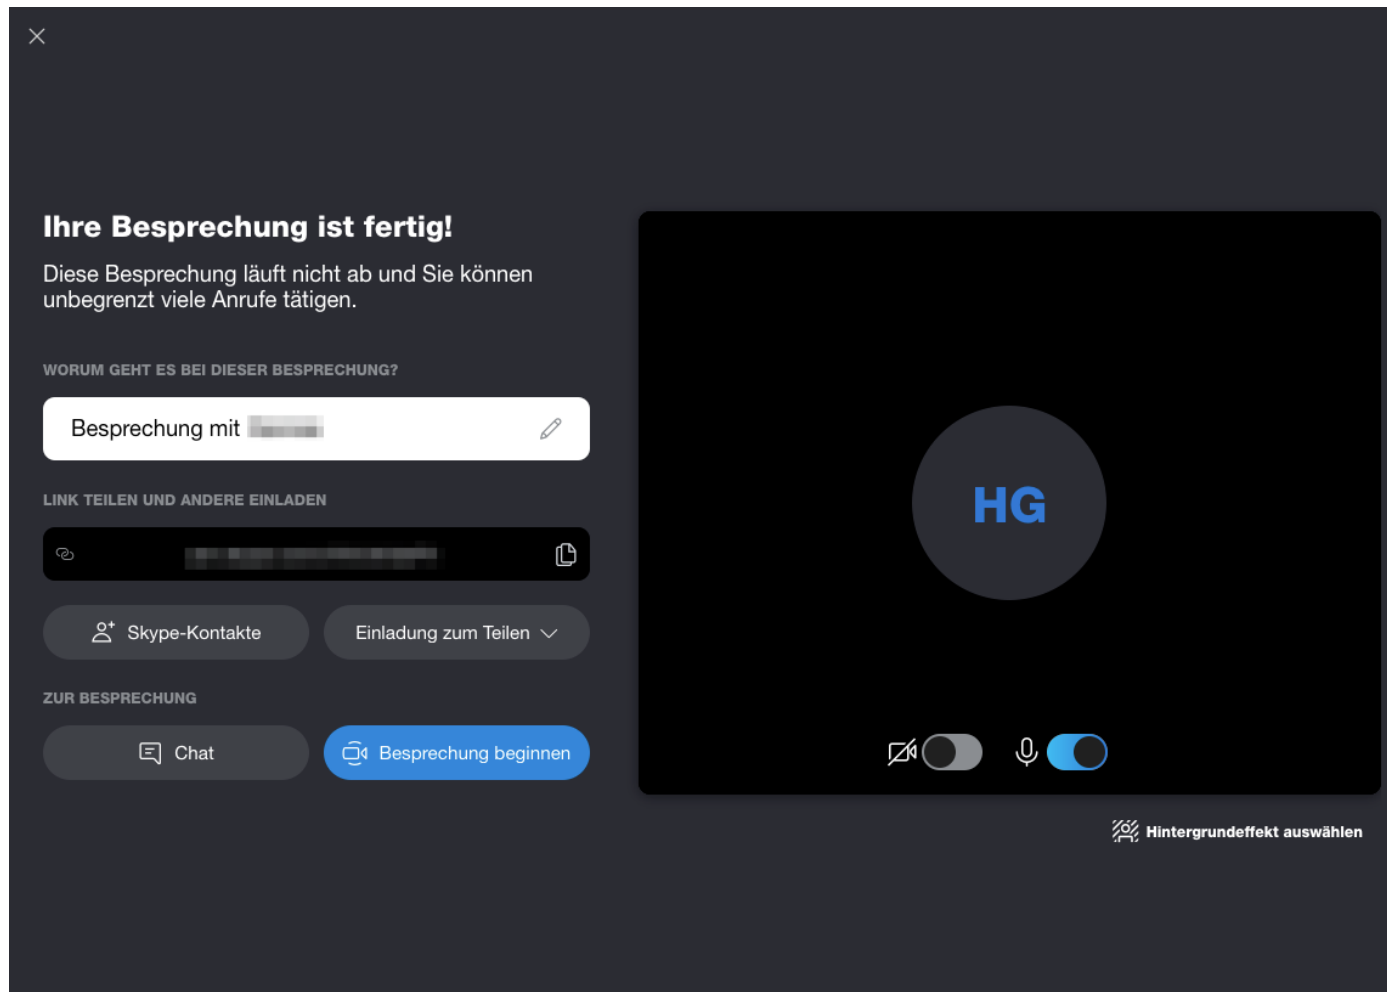 Ihre Besprechung ist fertig!
Diese Besprechung läuft nicht ab und Sie können
unbegrenzt viele Anrufe tätigen.
WORUM GEHT ES BEI DIESER BESPRECHUNG?
Besprechung mit
LINK TEILEN UND ANDERE EINLADEN
Skype-Kontakte
Einladung zum Teilen
ZUR BESPRECHUNG
Chat
Besprechung beginnen
HG
Hintergrundeffekt auswählen